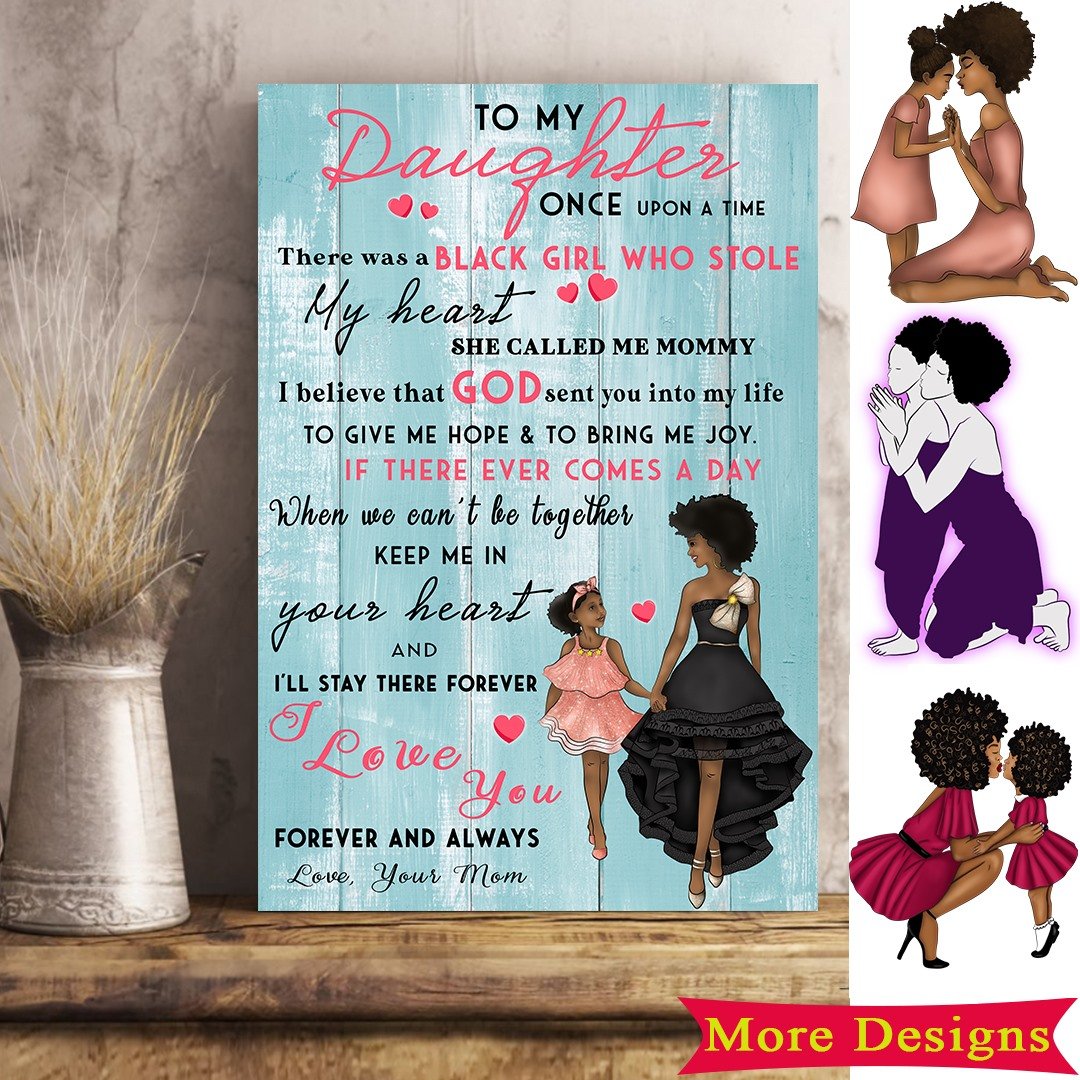 TO MY
Daughter
ONCE UPON A TIME
There was a BLACK GIRL WHO STOLE
My heart
SHE CALLED ME MOMMY
I believe that GOD sent you into my life
TO GIVE ME HOPE & TO BRING ME JOY.
IF THERE EVER COMES A DAY
When we can't be together
KEEP ME IN
your heart
AND
I'LL STAY THERE FOREVER
I Love You
FOREVER AND ALWAYS
Love, Your Mom
More Designs